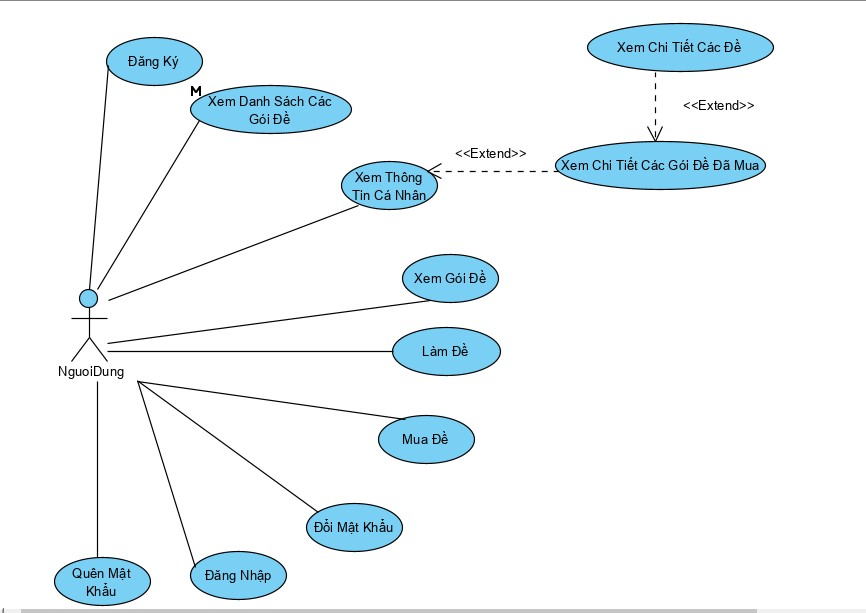 Xem Chi Tiết Các Đề
Đăng Ký
M
Xem Danh Sách Các
Gói Đề
<<Extend>>
<<Extend>>
Xem Chi Tiết Các Gói Đề Đã Mua
Xem Thông
Tin Cá Nhân
Xem Gói Đề
Làm Đề
NguoiDung
Mua Đề
Đổi Mật Khẩu
Quên Mật
Khẩu
Đăng Nhập